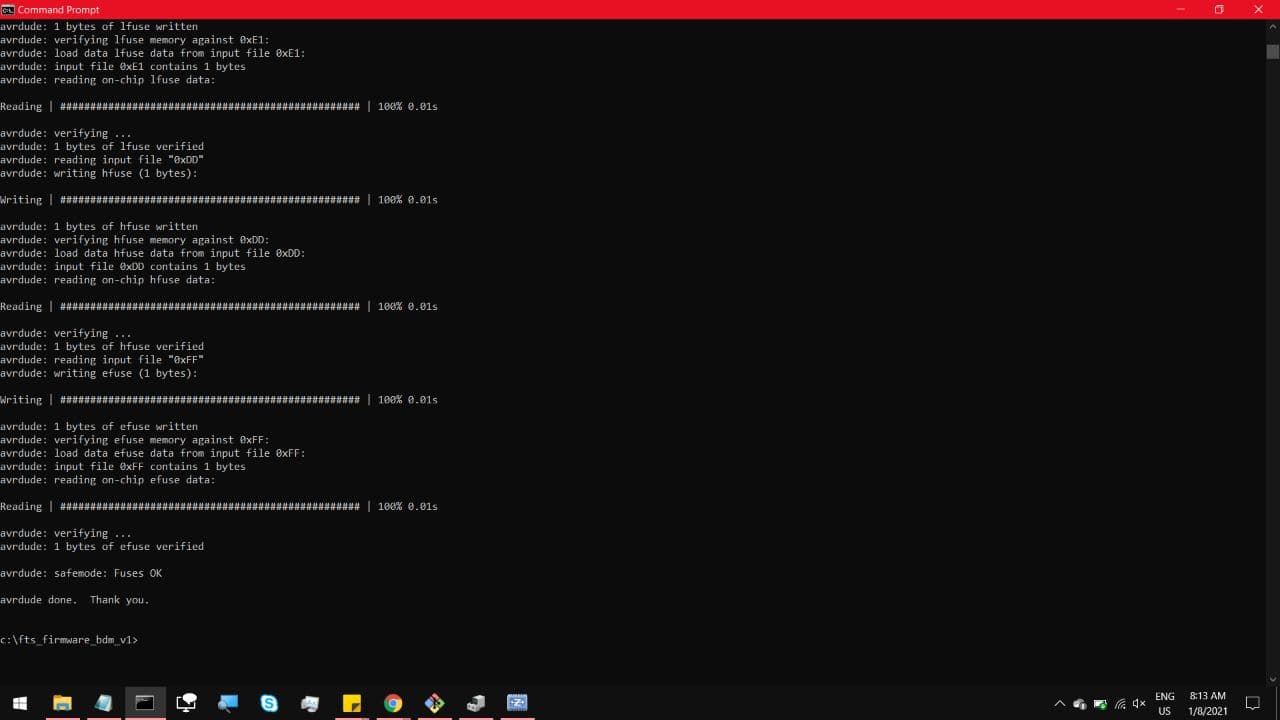 Command Prompt
avrdude: 1 bytes of lfuse written
avrdude: verifying lfuse memory against 0xE1:
avrdude: load data lfuse data from input file 0xE1:
avrdude: input file 0xE1 contains 1 bytes
avrdude: reading on-chip lfuse data:
Reading | ################################################## | 100% 0.01s
avrdude: verifying ...
avrdude: 1 bytes of lfuse verified
avrdude: reading input file "0xDD"
avrdude: writing hfuse (1 bytes):
Writing | ################################################## | 100% 0.01s
avrdude: 1 bytes of hfuse written
avrdude: verifying hfuse memory against 0xDD:
avrdude: load data hfuse data from input file 0xDD:
avrdude: input file 0xDD contains 1 bytes
avrdude: reading on-chip hfuse data:
Reading | ################################################## | 100% 0.01s
avrdude: verifying ...
avrdude: 1 bytes of hfuse verified
avrdude: reading input file "0xFF"
avrdude: writing efuse (1 bytes):
Writing | ################################################## | 100% 0.01s
avrdude: 1 bytes of efuse written
avrdude: verifying efuse memory against 0xFF:
avrdude: load data efuse data from input file 0xFF:
avrdude: input file 0xFF contains 1 bytes
avrdude: reading on-chip efuse data:
Reading | ################################################## | 100% 0.01s
avrdude: verifying ...
avrdude: 1 bytes of efuse verified
avrdude: safemode: Fuses OK
avrdude done.  Thank you.
c:\fts_firmware_bdm_v1>
ENG
US
8:13 AM
1/8/2021